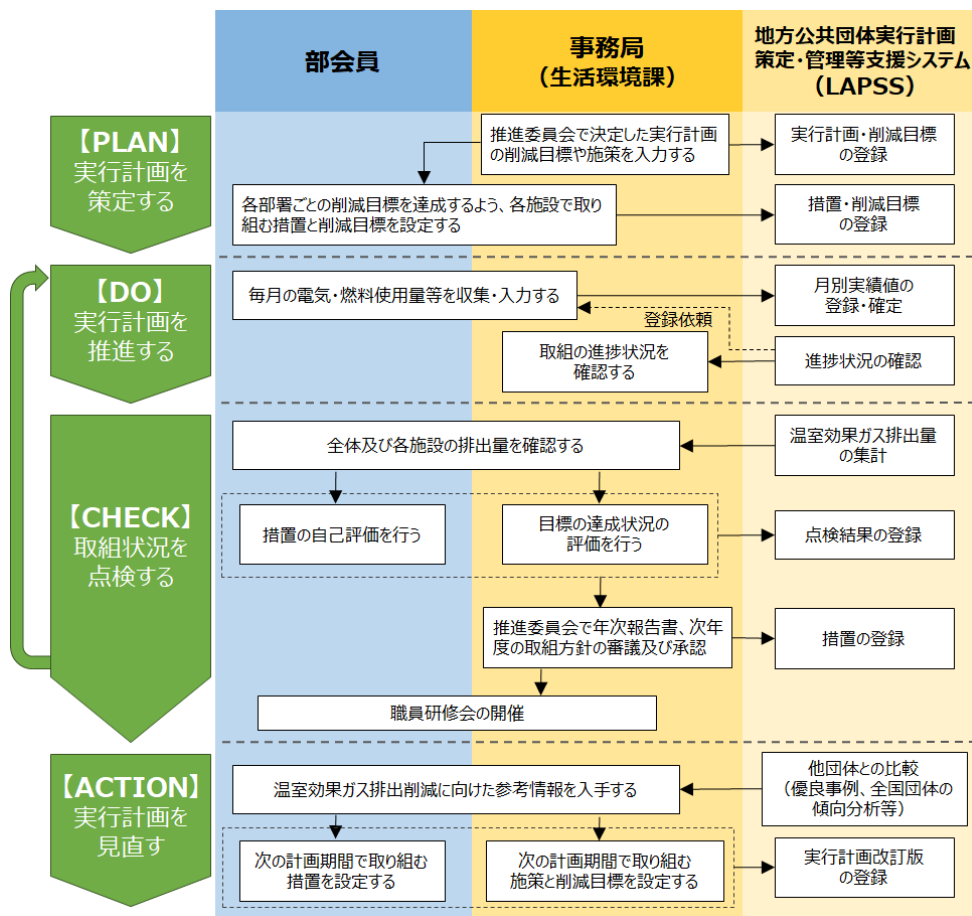 部会員
事務局
（生活環境課）
地方公共団体実行計画
策定・管理等支援システム
（LAPSS）
【PLAN】
実行計画を
策定する
推進委員会で決定した実行計画
の削減目標や施策を入力する
実行計画・削減目標
の登録
各部署ごとの削減目標を達成するよう、各施設で取り
組む措置と削減目標を設定する
措置・削減目標
の登録
【DO】
実行計画を
推進する
毎月の電気・燃料使用量等を収集・入力する
月別実績値の
登録・確定
登録依頼
取組の進捗状況を
確認する
進捗状況の確認
【CHECK】
取組状況を
点検する
全体及び各施設の排出量を確認する
温室効果ガス排出量
の集計
措置の自己評価を行う
目標の達成状況の
評価を行う
点検結果の登録
推進委員会で年次報告書、次年
度の取組方針の審議及び承認
措置の登録
職員研修会の開催
【ACTION】
実行計画を
見直す
温室効果ガス排出削減に向けた参考情報を入手する
他団体との比較
（優良事例、全国団体の
傾向分析等）
次の計画期間で取り組む
措置を設定する
次の計画期間で取り組む
施策と削減目標を設定する
実行計画改訂版
の登録